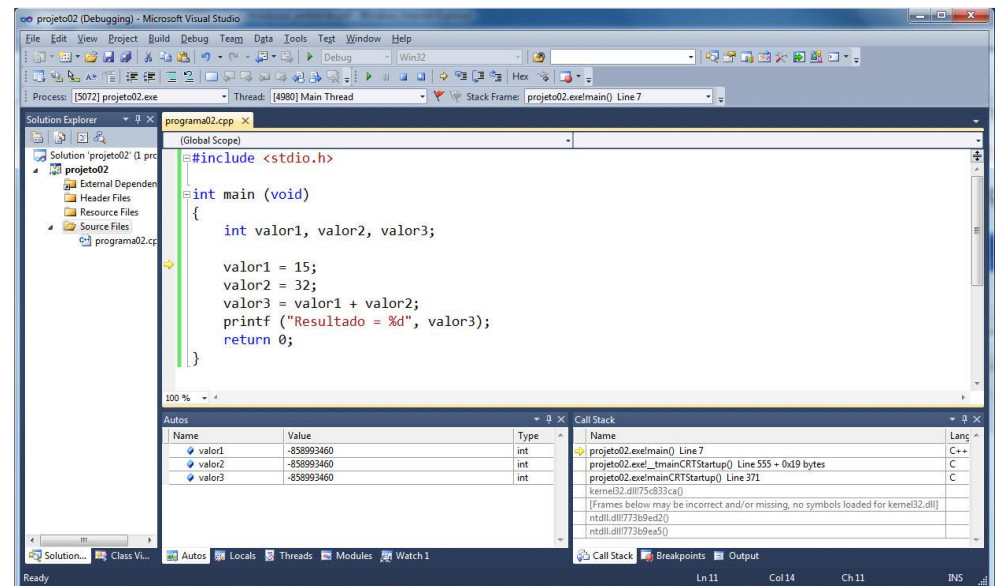 projeto02 (Debugging) - Microsoft Visual Studio
File Edit View Project Build Debug Team Data Tools Test Window Help
Debug Win32
Hex
Process: [5072] projeto02.exe Thread: [4980] Main Thread Stack Frame: projeto02.exe!main() Line 7
Solution Explorer
Solution 'projeto02' (1 prc
projeto02
External Dependen
Header Files
Resource Files
Source Files
programa02.cp
programa02.cpp
(Global Scope)
#include <stdio.h>
int main (void)
{
int valor1, valor2, valor3;
valor1 = 15;
valor2 = 32;
valor3 = valor1 + valor2;
printf ("Resultado = %d", valor3);
return 0;
}
100 %
Autos
Name Value Type
valor1 -858993460 int
valor2 -858993460 int
valor3 -858993460 int
Call Stack
Name Lang
projeto02.exe!main() Line 7 C++
projeto02.exe!__tmainCRTStartup() Line 555 + 0x19 bytes C
projeto02.exe!mainCRTStartup() Line 371 C
kernel32.dll!75c833ca()
[Frames below may be incorrect and/or missing, no symbols loaded for kernel32.dll]
ntdll.dll!773b9ed2()
ntdll.dll!773b9ea5()
Solution... Class Vi...
Autos Locals Threads Modules Watch 1
Call Stack Breakpoints Output
Ready Ln 11 Col 14 Ch 11 INS